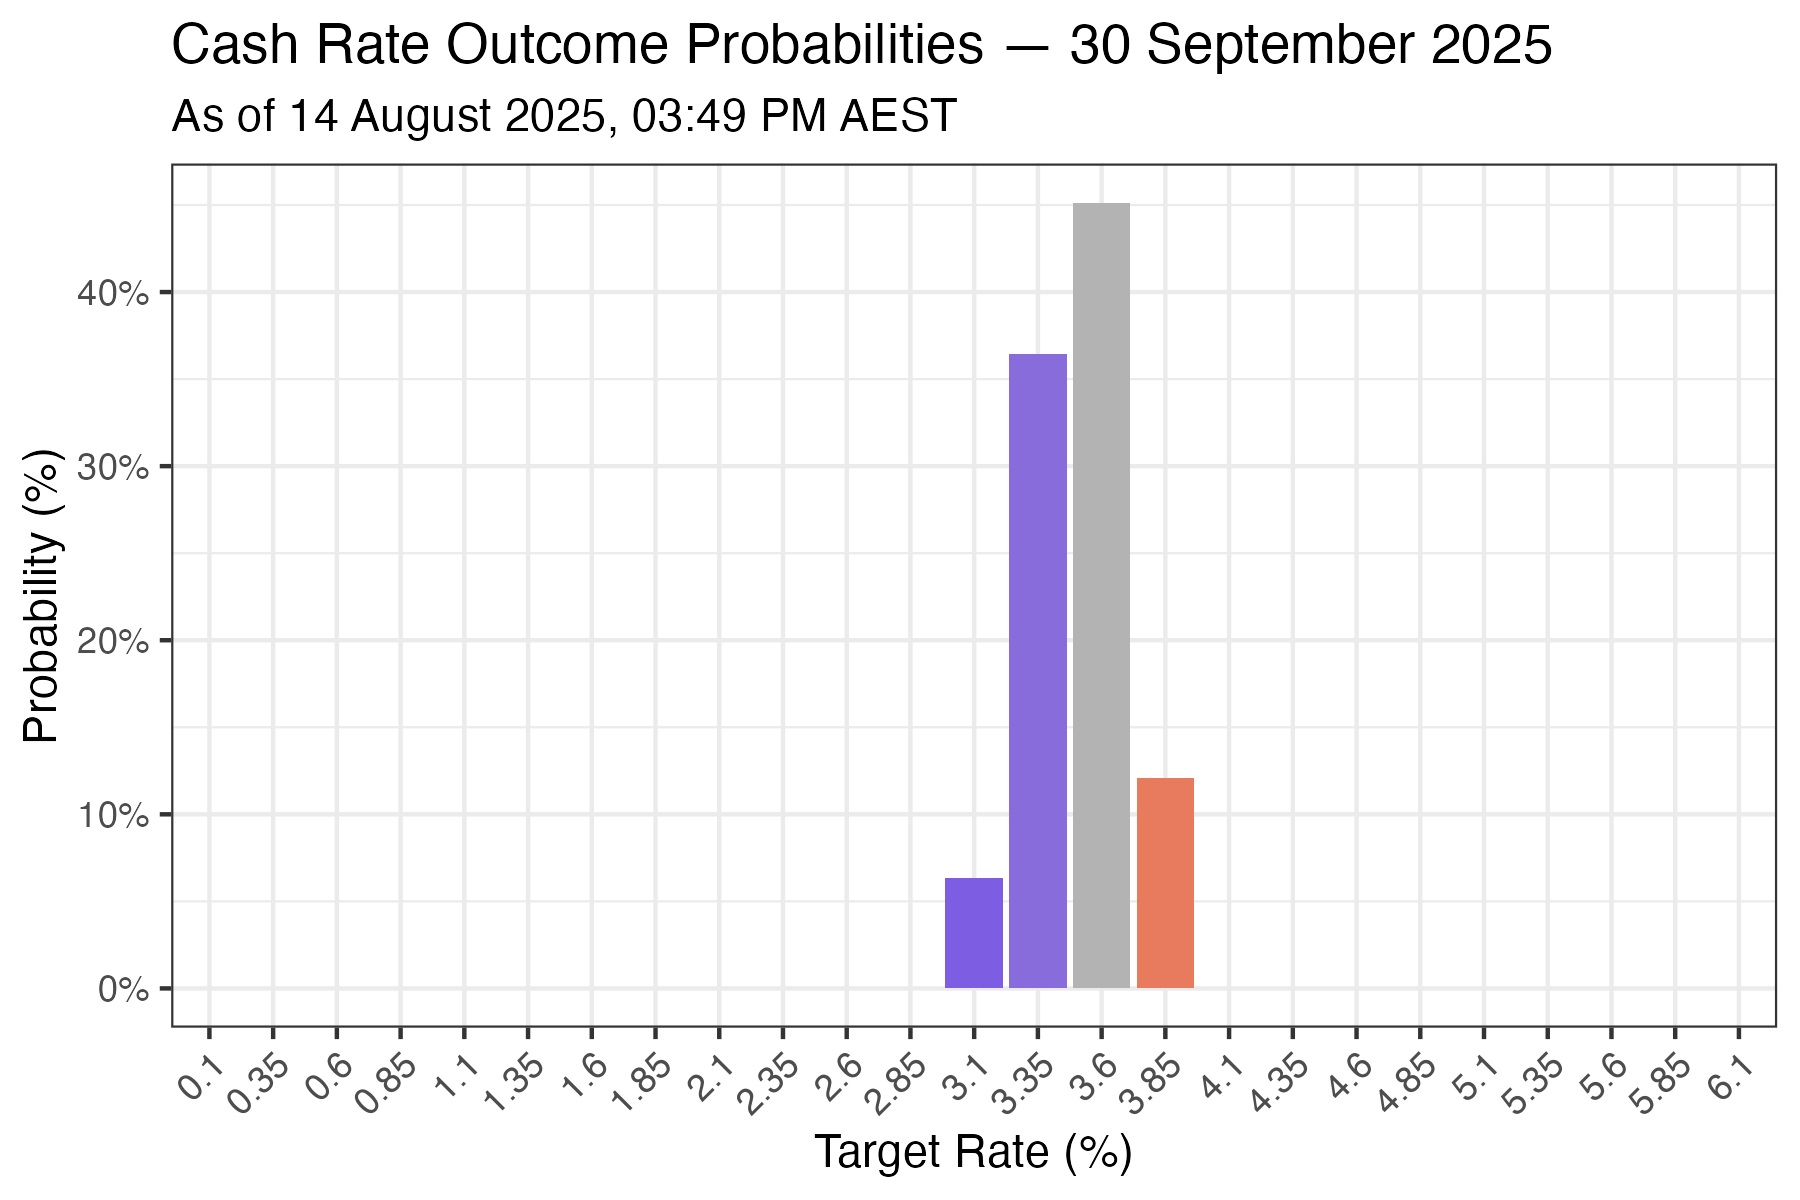 Cash Rate Outcome Probabilities — 30 September 2025
As of 14 August 2025, 03:49 PM AEST
Probability (%)
40%
30%
20%
10%
0%
0.1 0.35 0.6 0.85 1.1 1.35 1.6 1.85 2.1 2.35 2.6 2.85 3.1 3.35 3.6 3.85 4.1 4.35 4.6 4.85 5.1 5.35 5.6 5.85 6.1
Target Rate (%)